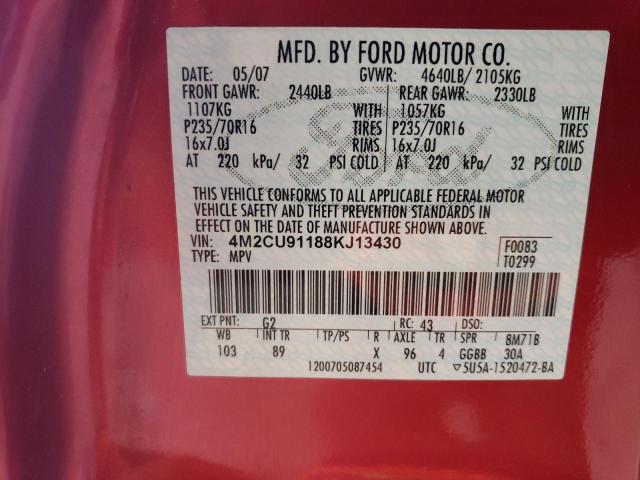 MFD. BY FORD MOTOR CO.
DATE: 05/07 GVWR: 4640LB/ 2105KG
FRONT GAWR: 2440LB REAR GAWR: 2330LB
1107KG WITH 1057KG WITH
P235/70R16 TIRES P235/70R16 TIRES
16x7.0J RIMS 16x7.0J RIMS
AT 220 kPa/ 32 PSI COLD AT 220 kPa/ 32 PSI COLD
Ford
THIS VEHICLE CONFORMS TO ALL APPLICABLE FEDERAL MOTOR
VEHICLE SAFETY AND THEFT PREVENTION STANDARDS IN
EFFECT ON THE DATE OF MANUFACTURE SHOWN ABOVE.
VIN: 4M2CU91188KJ13430 F0083
TYPE: MPV T0299
EXT PNT: G2 RC: 43 DSO:
WB INT TR TP/PS R AXLE TR SPR 8M71B
103 89 X 96 4 GGBB 30A
1200705087454 UTC ▽5U5A-1520472-BA